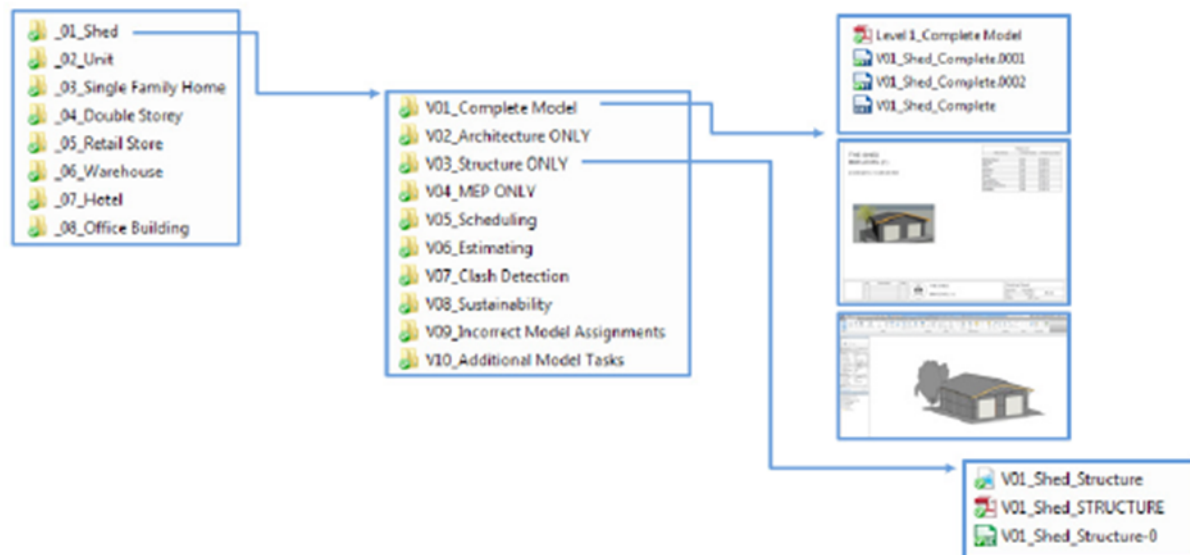 _01_Shed
_02_Unit
_03_Single Family Home
_04_Double Storey
_05_Retail Store
_06_Warehouse
_07_Hotel
_08_Office Building
V01_Complete Model
V02_Architecture ONLY
V03_Structure ONLY
V04_MEP ONLY
V05_Scheduling
V06_Estimating
V07_Clash Detection
V08_Sustainability
V09_Incorrect Model Assignments
V10_Additional Model Tasks
Level 1_Complete Model
V01_Shed_Complete.0001
V01_Shed_Complete.0002
V01_Shed_Complete
THE SHED
V01_Shed_Structure
V01_Shed_STRUCTURE
V01_Shed_Structure-0